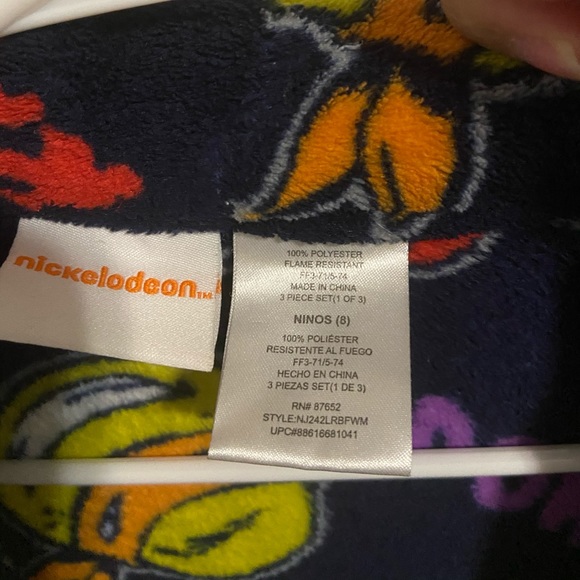 nickelodeon™
100% POLYESTER
FLAME RESISTANT
FF3-71/5-74
MADE IN CHINA
3 PIECE SET(1 OF 3)
NINOS (8)
100% POLIÉSTER
RESISTENTE AL FUEGO
FF3-71/5-74
HECHO EN CHINA
3 PIEZAS SET(1 DE 3)
RN# 87652
STYLE:NJ242LRBFWM
UPC#88616681041